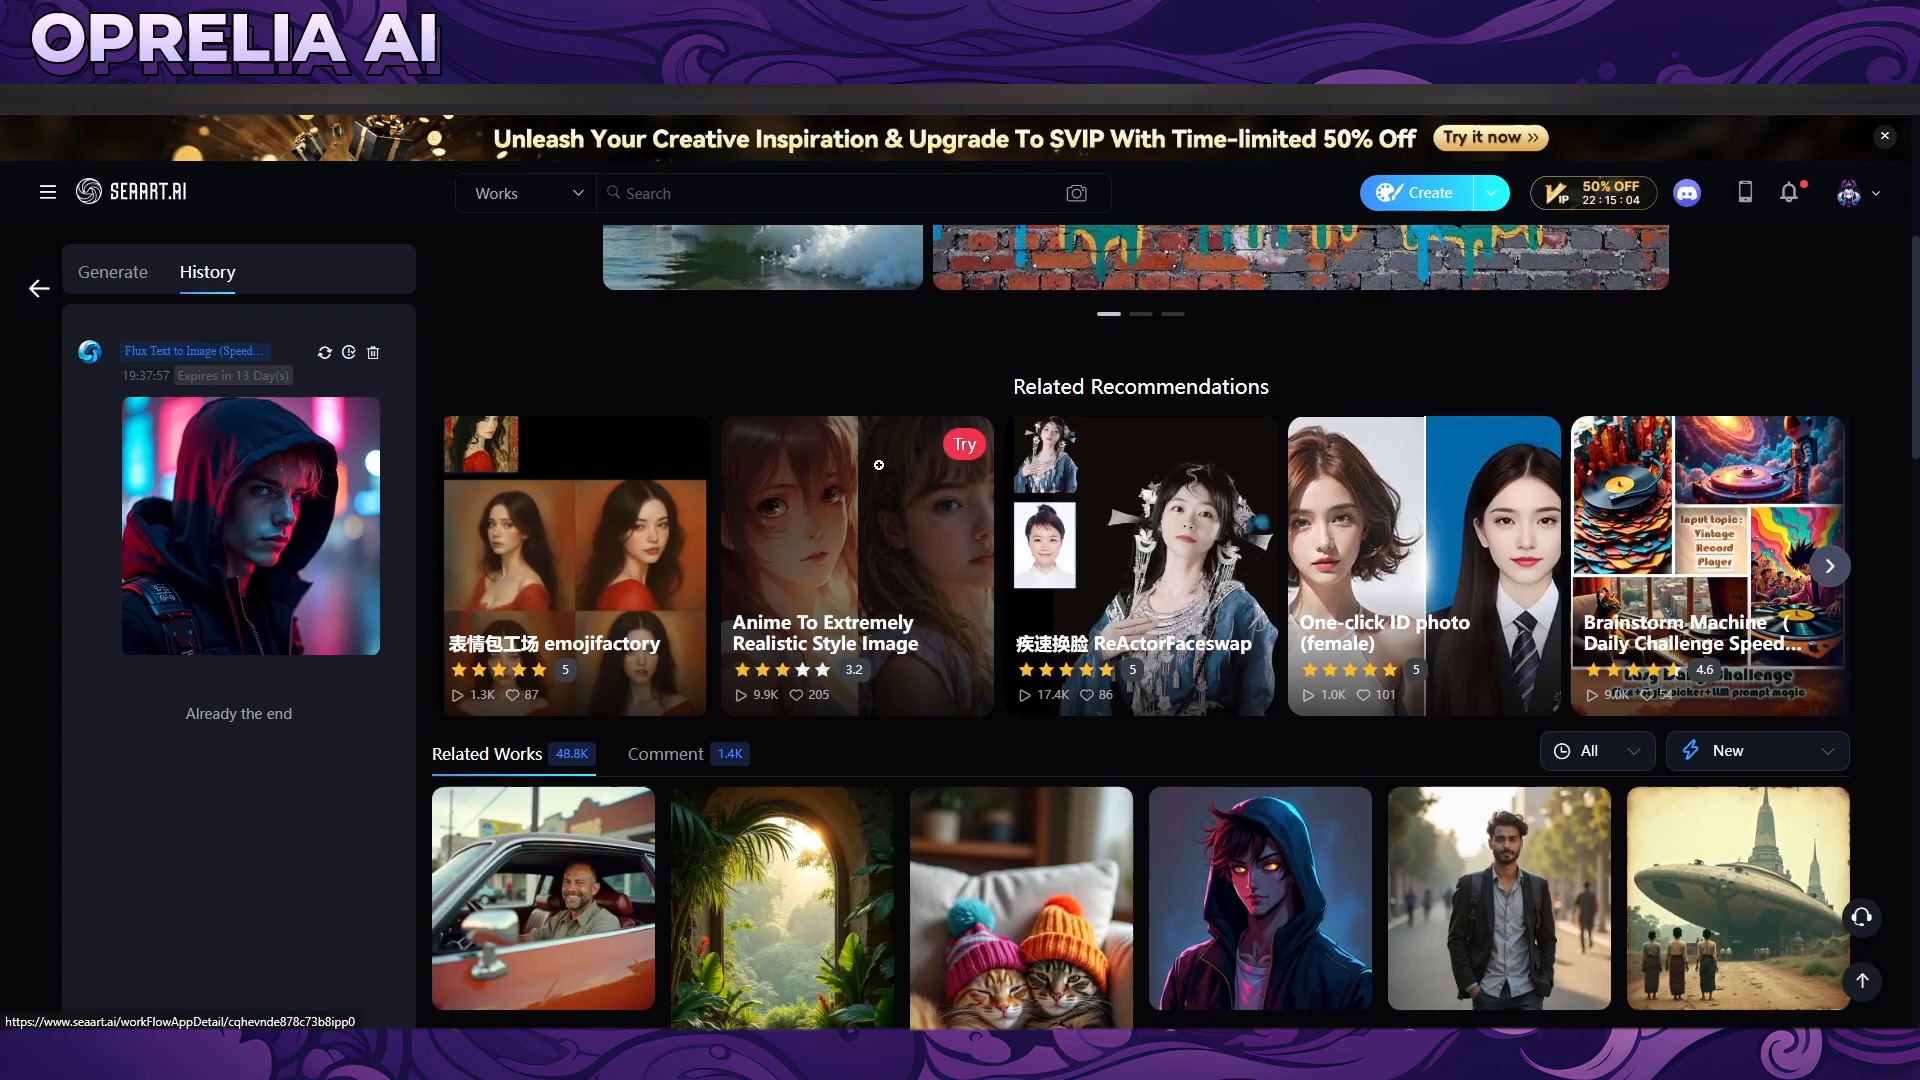 OPRELIA AI
Unleash Your Creative Inspiration & Upgrade To SVIP With Time-limited 50% Off
Try it now >>
SEAART.AI
Works
Search
Create
VIP
50% OFF
22 : 15 : 04
Generate
History
Flux Text to Image (Speed...
19:37:57 Expires in 13 Day(s)
Already the end
Related Recommendations
表情包工场 emojifactory
5
1.3K 87
Try
Anime To Extremely
Realistic Style Image
3.2
9.9K 205
疾速换脸 ReActorFaceswap
5
17.4K 86
One-click ID photo
(female)
5
1.0K 101
Input topic:
Vintage
Record
Player
Brainstorm Machine （
Daily Challenge Speed...
4.6
9.0K 54
Related Works 48.8K
Comment 1.4K
All
New
https://www.seaart.ai/workFlowAppDetail/cqhevnde878c73b8ipp0